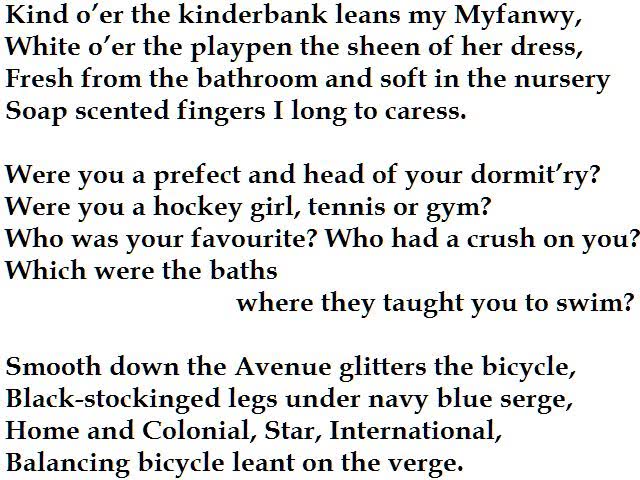 Kind o’er the kinderbank leans my Myfanwy,
White o’er the playpen the sheen of her dress,
Fresh from the bathroom and soft in the nursery
Soap scented fingers I long to caress.

Were you a prefect and head of your dormit’ry?
Were you a hockey girl, tennis or gym?
Who was your favourite? Who had a crush on you?
Which were the baths
where they taught you to swim?

Smooth down the Avenue glitters the bicycle,
Black-stockinged legs under navy blue serge,
Home and Colonial, Star, International,
Balancing bicycle leant on the verge.